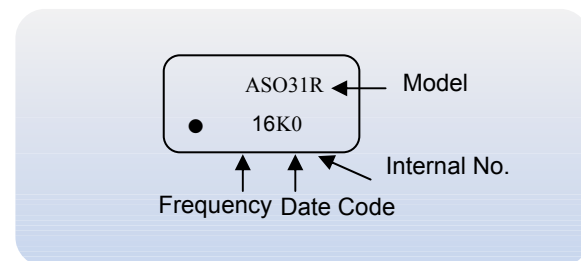 ASO31R
Model
16K0
Internal No.
Frequency
Date Code